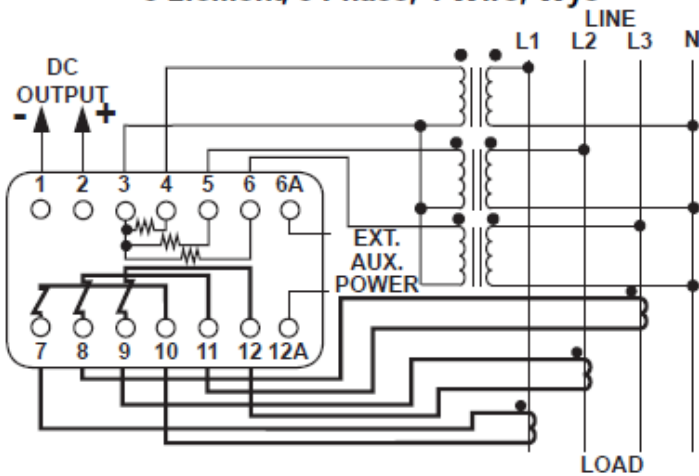 3 Element, 3 Phase, 4 Wire, Wye
LINE
L1 L2 L3 N
DC
OUTPUT
- +
1 2 3 4 5 6 6A
EXT.
AUX.
POWER
7 8 9 10 11 12 12A
LOAD